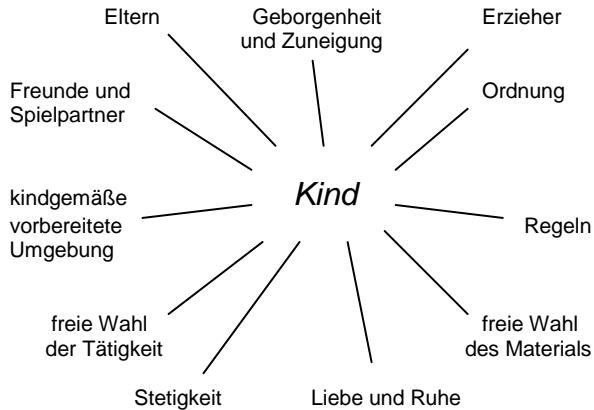 Eltern
Geborgenheit
und Zuneigung
Erzieher
Freunde und
Spielpartner
Ordnung
Kind
kindgemäße
vorbereitete
Umgebung
Regeln
freie Wahl
der Tätigkeit
freie Wahl
des Materials
Stetigkeit
Liebe und Ruhe